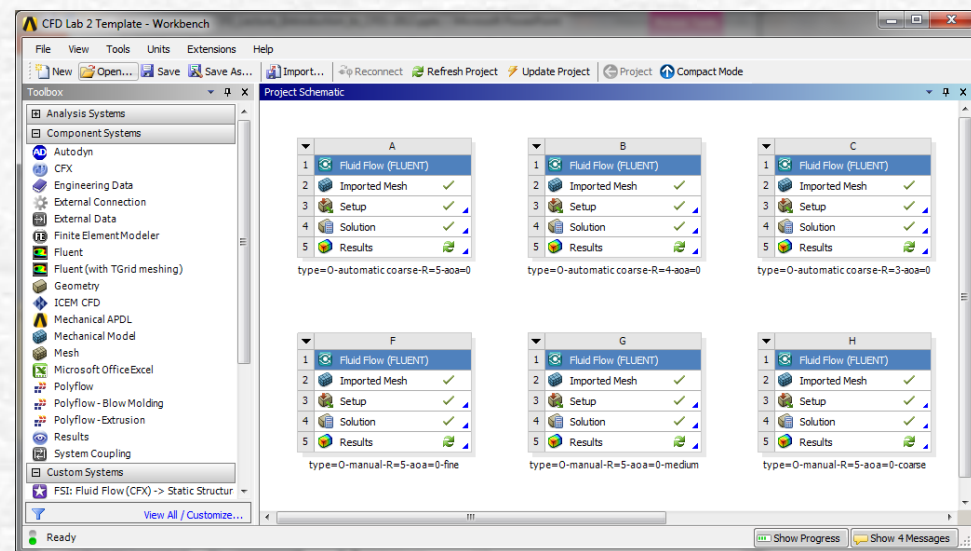 CFD Lab 2 Template - Workbench
File View Tools Units Extensions Help
New Open... Save Save As... Import... Reconnect Refresh Project Update Project Project Compact Mode
Toolbox
Analysis Systems
Component Systems
Autodyn
CFX
Engineering Data
External Connection
External Data
Finite Element Modeler
Fluent
Fluent (with TGrid meshing)
Geometry
ICEM CFD
Mechanical APDL
Mechanical Model
Mesh
Microsoft Office Excel
Polyflow
Polyflow - Blow Molding
Polyflow - Extrusion
Results
System Coupling
Custom Systems
FSI: Fluid Flow (CFX) -> Static Structur
View All / Customize...
Project Schematic
A
1 Fluid Flow (FLUENT)
2 Imported Mesh
3 Setup
4 Solution
5 Results
type=O-automatic coarse-R=5-aoa=0
B
1 Fluid Flow (FLUENT)
2 Imported Mesh
3 Setup
4 Solution
5 Results
type=O-automatic coarse-R=4-aoa=0
C
1 Fluid Flow (FLUENT)
2 Imported Mesh
3 Setup
4 Solution
5 Results
type=O-automatic coarse-R=3-aoa=0
F
1 Fluid Flow (FLUENT)
2 Imported Mesh
3 Setup
4 Solution
5 Results
type=O-manual-R=5-aoa=0-fine
G
1 Fluid Flow (FLUENT)
2 Imported Mesh
3 Setup
4 Solution
5 Results
type=O-manual-R=5-aoa=0-medium
H
1 Fluid Flow (FLUENT)
2 Imported Mesh
3 Setup
4 Solution
5 Results
type=O-manual-R=5-aoa=0-coarse
Ready
Show Progress Show 4 Messages